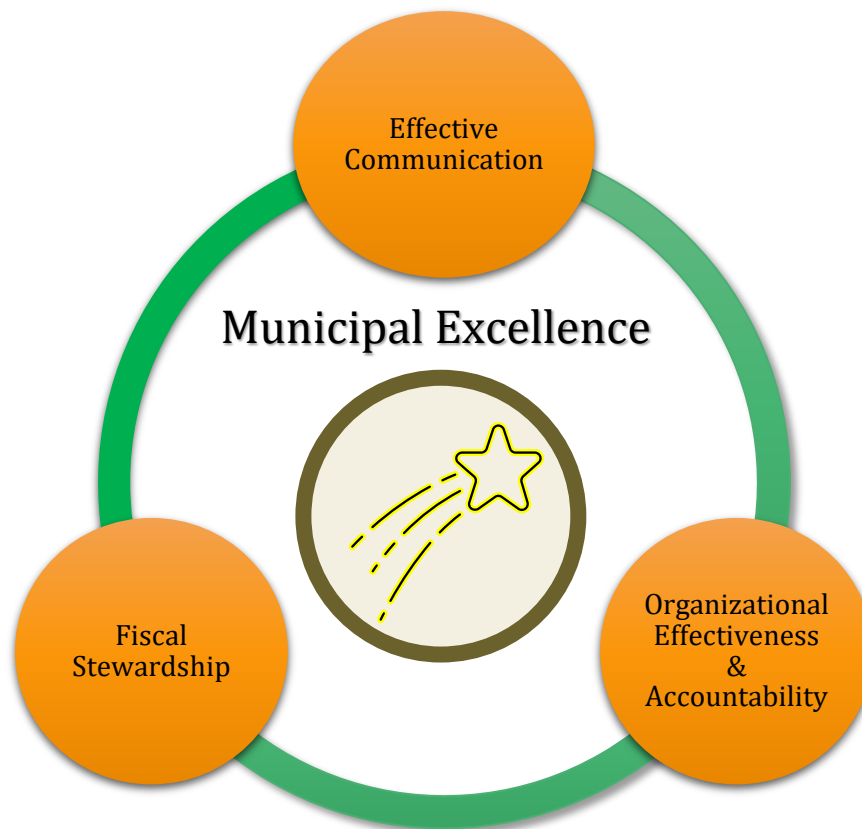 Effective
Communication
Municipal Excellence
Fiscal
Stewardship
Organizational
Effectiveness
&
Accountability